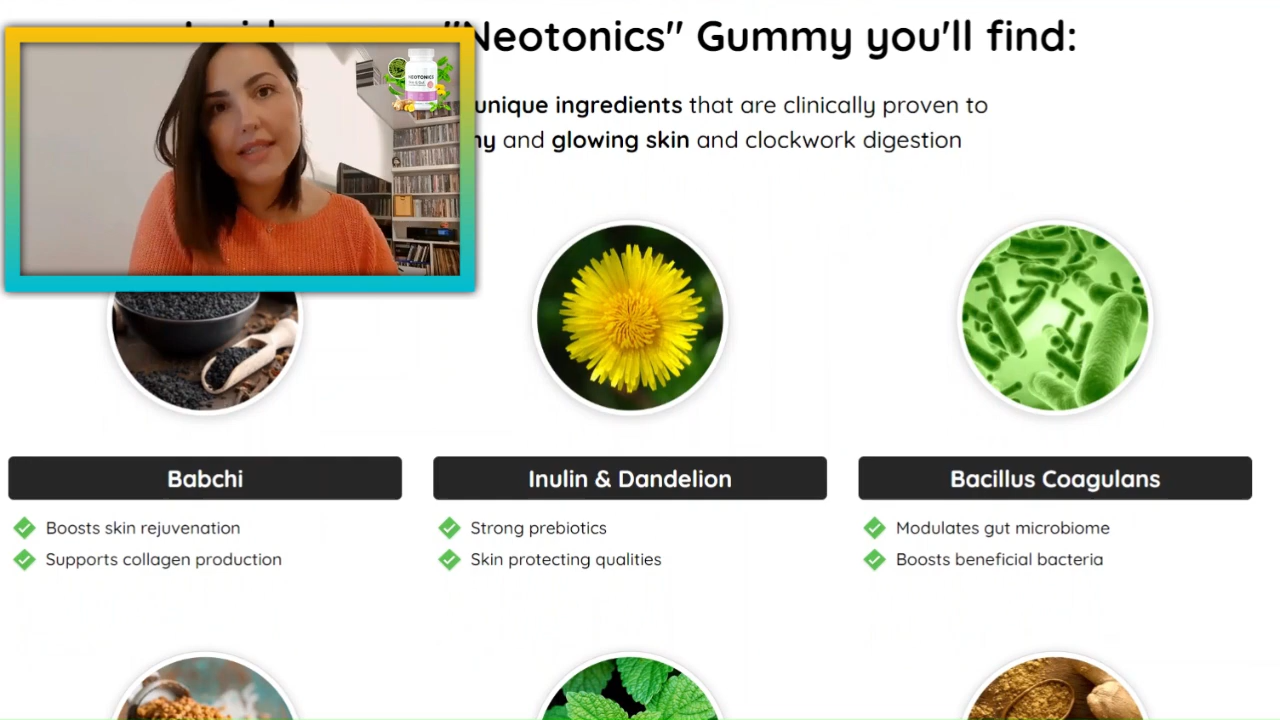 "Neotonics" Gummy you'll find:
unique ingredients that are clinically proven to
and glowing skin and clockwork digestion
NEOTONICS
Babchi
Inulin & Dandelion
Bacillus Coagulans
Boosts skin rejuvenation
Strong prebiotics
Modulates gut microbiome
Supports collagen production
Skin protecting qualities
Boosts beneficial bacteria